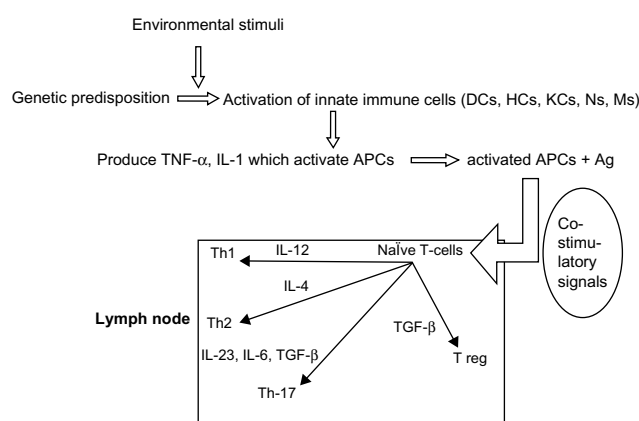 Environmental stimuli
Genetic predisposition
Activation of innate immune cells (DCs, HCs, KCs, Ns, Ms)
Produce TNF-α, IL-1 which activate APCs
activated APCs + Ag
Co-
stimu-
latory
signals
Th1
IL-12
NaÏve T-cells
IL-4
Lymph node
Th2
TGF-β
IL-23, IL-6, TGF-β
T reg
Th-17